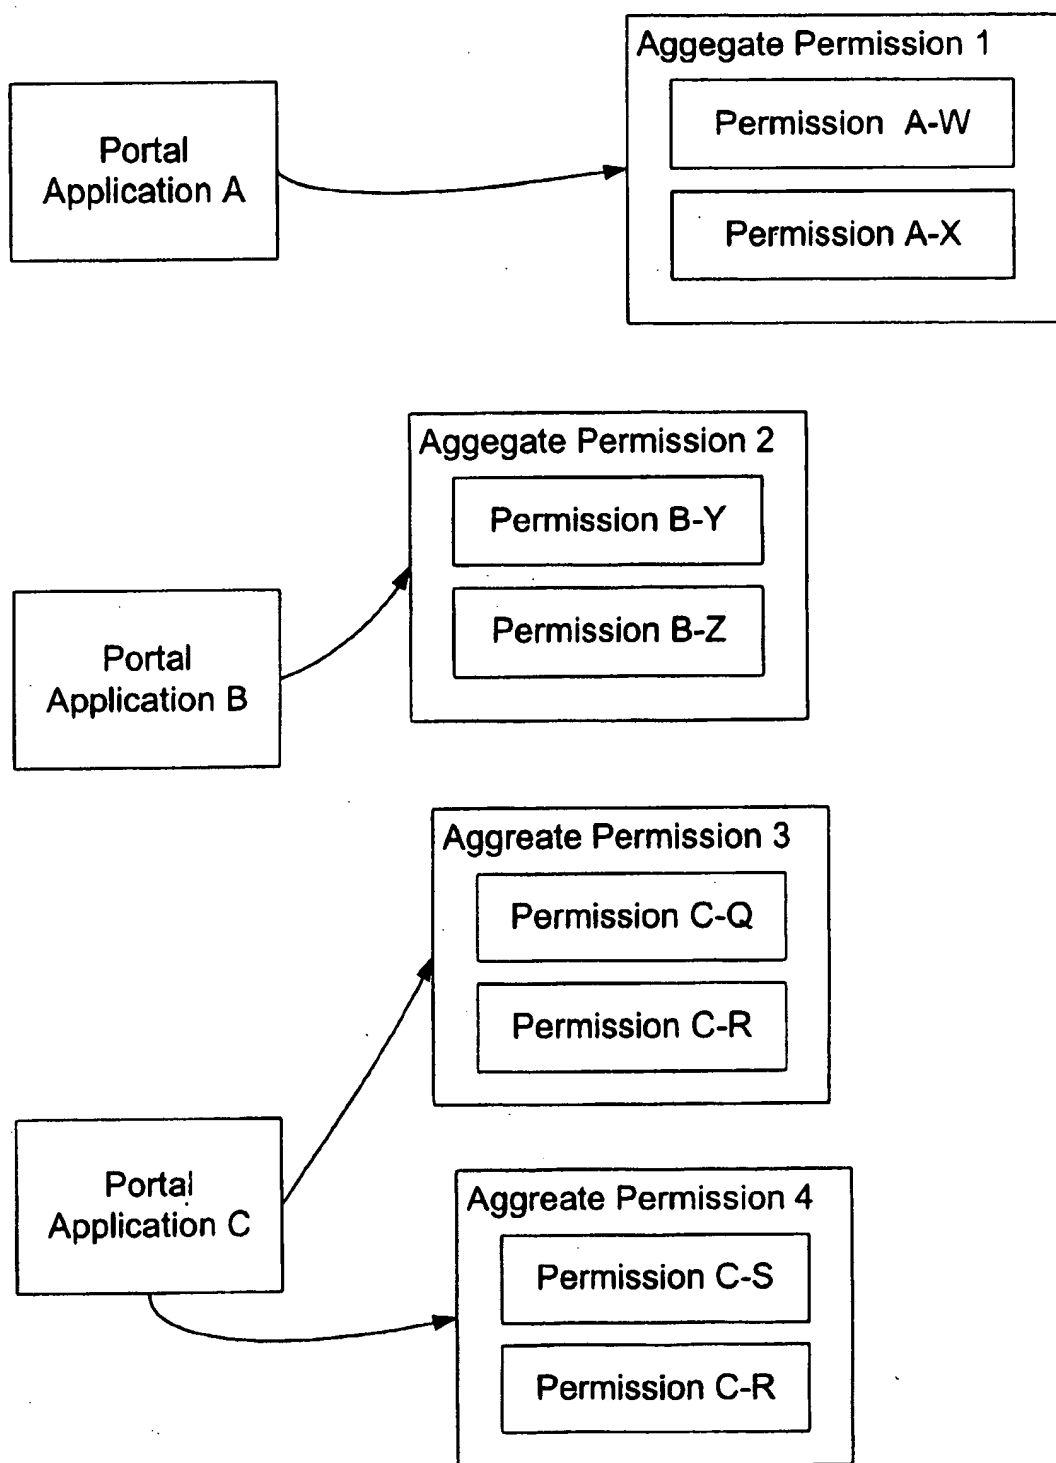 Aggegate Permission 1
Permission A-W
Permission A-X
Portal
Application A
Aggegate Permission 2
Permission B-Y
Permission B-Z
Portal
Application B
Aggreate Permission 3
Permission C-Q
Permission C-R
Portal
Application C
Aggreate Permission 4
Permission C-S
Permission C-R